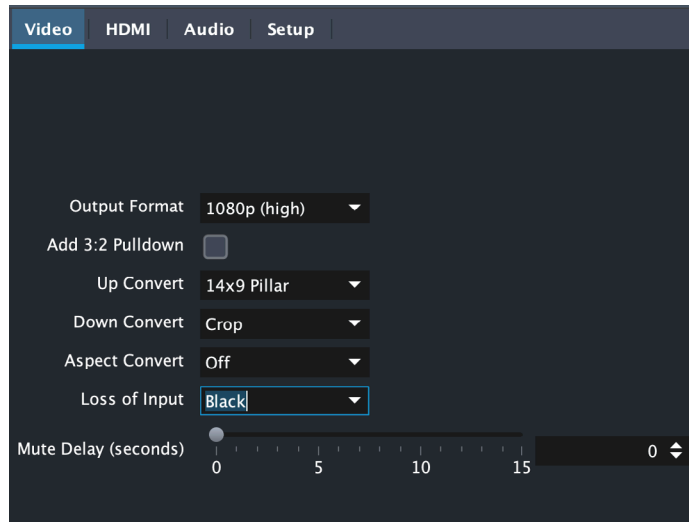 Video HDMI Audio Setup
Output Format 1080p (high)
Add 3:2 Pulldown
Up Convert 14x9 Pillar
Down Convert Crop
Aspect Convert Off
Loss of Input Black
Mute Delay (seconds) 0
0 5 10 15